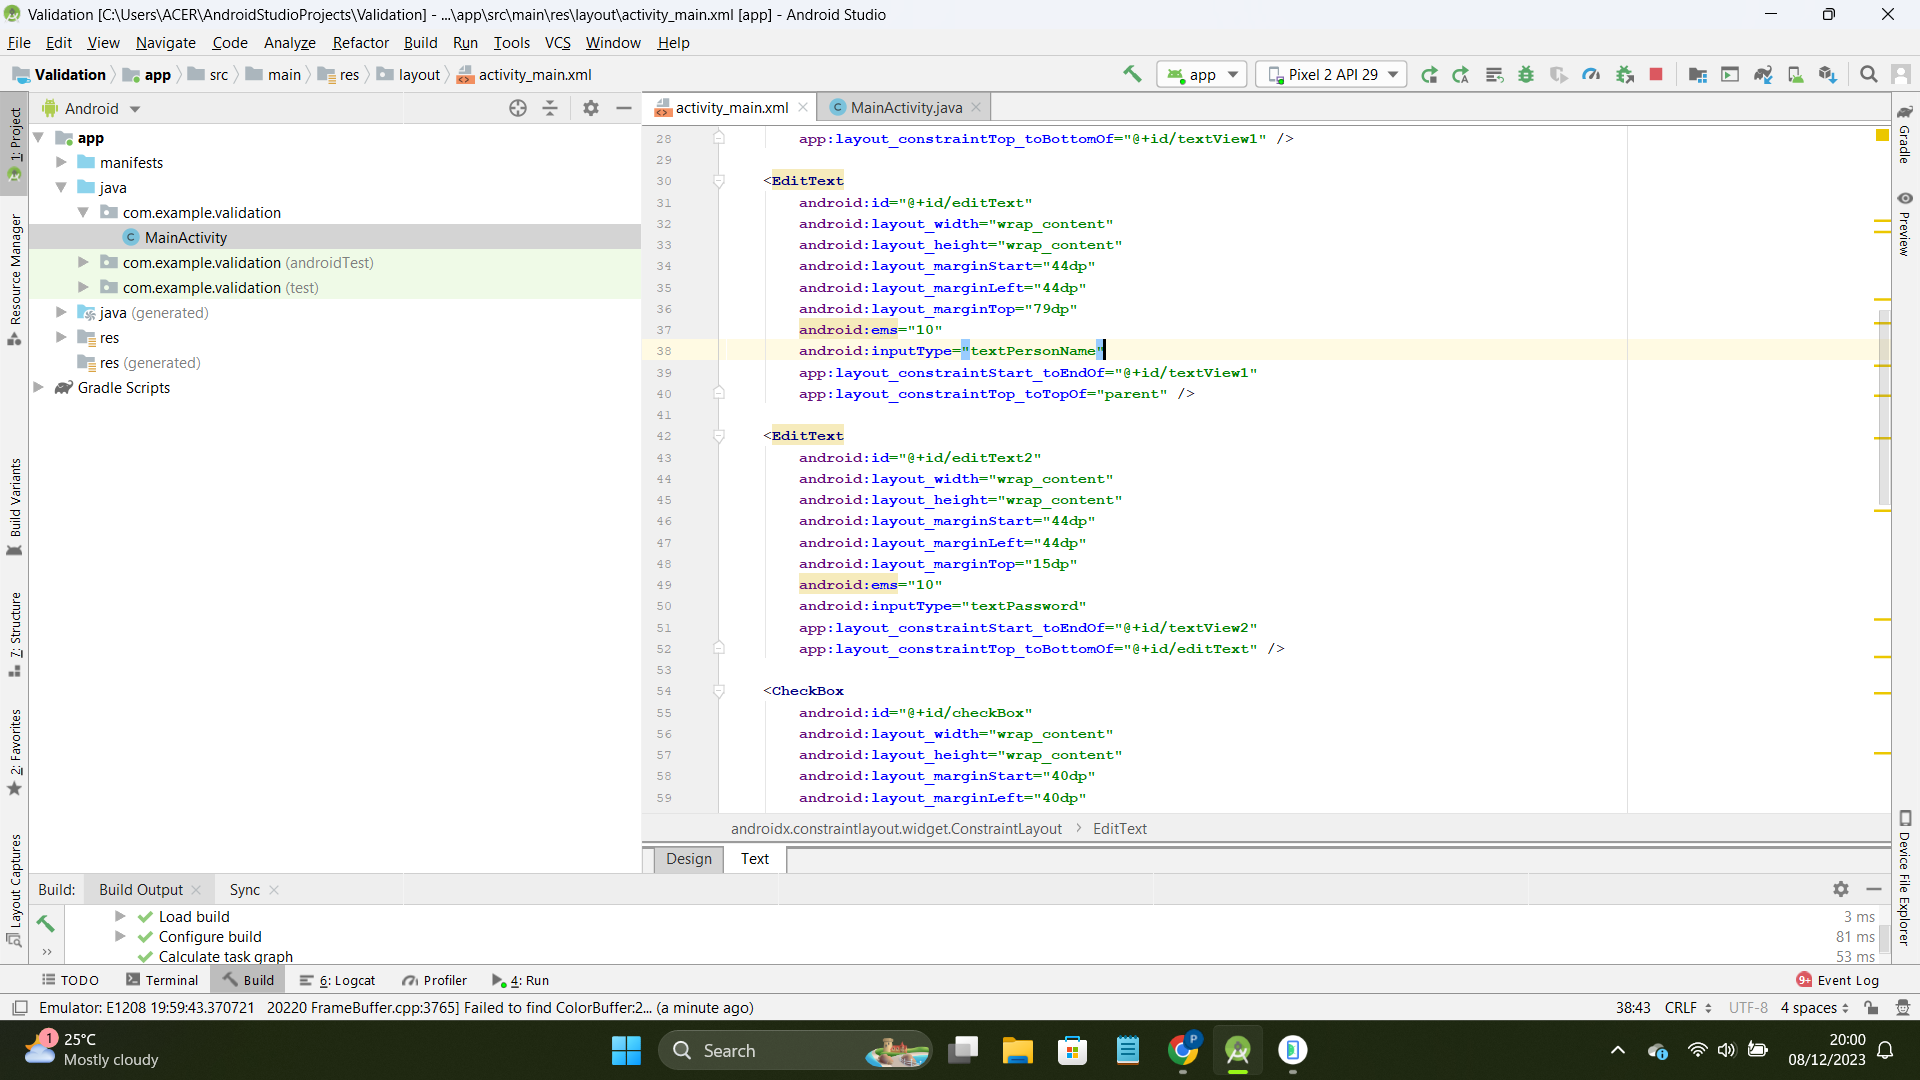 Validation [C:\Users\ACER\AndroidStudioProjects\Validation] - ...\app\src\main\res\layout\activity_main.xml [app] - Android Studio
File Edit View Navigate Code Analyze Refactor Build Run Tools VCS Window Help
Validation app src main res layout activity_main.xml app Pixel 2 API 29
Android
activity_main.xml MainActivity.java
1: Project
Resource Manager
Build Variants
7: Structure
2: Favorites
Layout Captures
app
manifests
java
com.example.validation
MainActivity
com.example.validation (androidTest)
com.example.validation (test)
java (generated)
res
res (generated)
Gradle Scripts
28 app:layout_constraintTop_toBottomOf="@+id/textView1" />
29
30 <EditText
31 android:id="@+id/editText"
32 android:layout_width="wrap_content"
33 android:layout_height="wrap_content"
34 android:layout_marginStart="44dp"
35 android:layout_marginLeft="44dp"
36 android:layout_marginTop="79dp"
37 android:ems="10"
38 android:inputType="textPersonName"
39 app:layout_constraintStart_toEndOf="@+id/textView1"
40 app:layout_constraintTop_toTopOf="parent" />
41
42 <EditText
43 android:id="@+id/editText2"
44 android:layout_width="wrap_content"
45 android:layout_height="wrap_content"
46 android:layout_marginStart="44dp"
47 android:layout_marginLeft="44dp"
48 android:layout_marginTop="15dp"
49 android:ems="10"
50 android:inputType="textPassword"
51 app:layout_constraintStart_toEndOf="@+id/textView2"
52 app:layout_constraintTop_toBottomOf="@+id/editText" />
53
54 <CheckBox
55 android:id="@+id/checkBox"
56 android:layout_width="wrap_content"
57 android:layout_height="wrap_content"
58 android:layout_marginStart="40dp"
59 android:layout_marginLeft="40dp"
androidx.constraintlayout.widget.ConstraintLayout EditText
Design Text
Gradle
Preview
Device File Explorer
Build: Build Output Sync
Load build 3 ms
Configure build 81 ms
Calculate task graph 53 ms
TODO Terminal Build 6: Logcat Profiler 4: Run 9+ Event Log
Emulator: E1208 19:59:43.370721 20220 FrameBuffer.cpp:3765] Failed to find ColorBuffer:2... (a minute ago) 38:43 CRLF UTF-8 4 spaces
1 25°C
Mostly cloudy
Search
P
20:00
08/12/2023